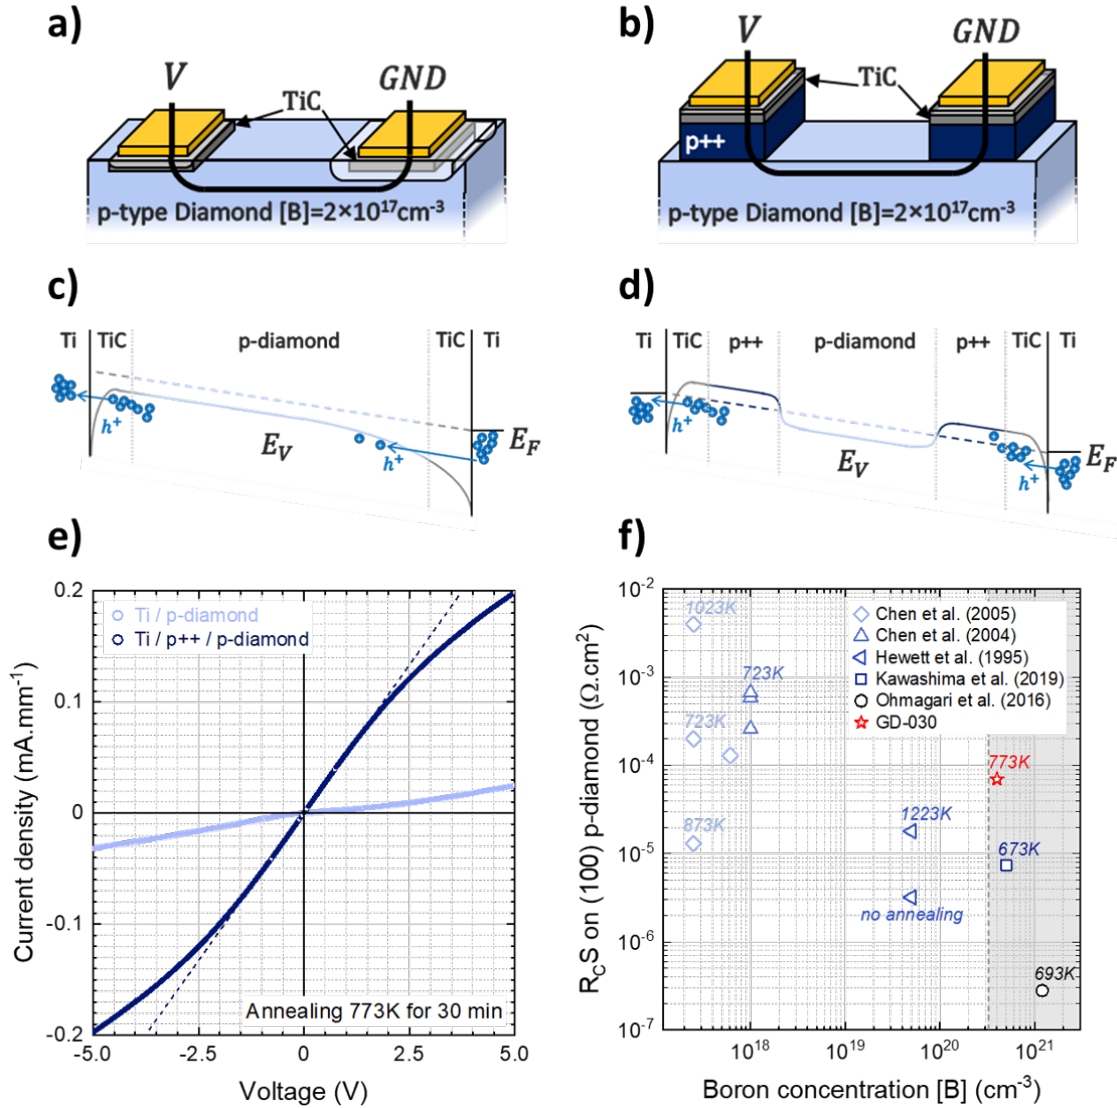 a)
V
GND
TiC
p-type Diamond [B]=2×10¹⁷cm⁻³
b)
V
GND
TiC
p++
p-type Diamond [B]=2×10¹⁷cm⁻³
c)
Ti
TiC
p-diamond
TiC
Ti
h⁺
E_V
h⁺
E_F
d)
Ti
TiC
p++
p-diamond
p++
TiC
Ti
h⁺
E_V
h⁺
E_F
e)
Current density (mA.mm⁻¹)
0.2
0.1
0
-0.1
-0.2
Ti / p-diamond
Ti / p++ / p-diamond
Annealing 773K for 30 min
-5.0
-2.5
0
2.5
5.0
Voltage (V)
f)
R_CS on (100) p-diamond (Ω.cm²)
10⁻²
10⁻³
10⁻⁴
10⁻⁵
10⁻⁶
10⁻⁷
1023K
723K
723K
873K
1223K
no annealing
773K
673K
693K
Chen et al. (2005)
Chen et al. (2004)
Hewett et al. (1995)
Kawashima et al. (2019)
Ohmagari et al. (2016)
GD-030
10¹⁸
10¹⁹
10²⁰
10²¹
Boron concentration [B] (cm⁻³)